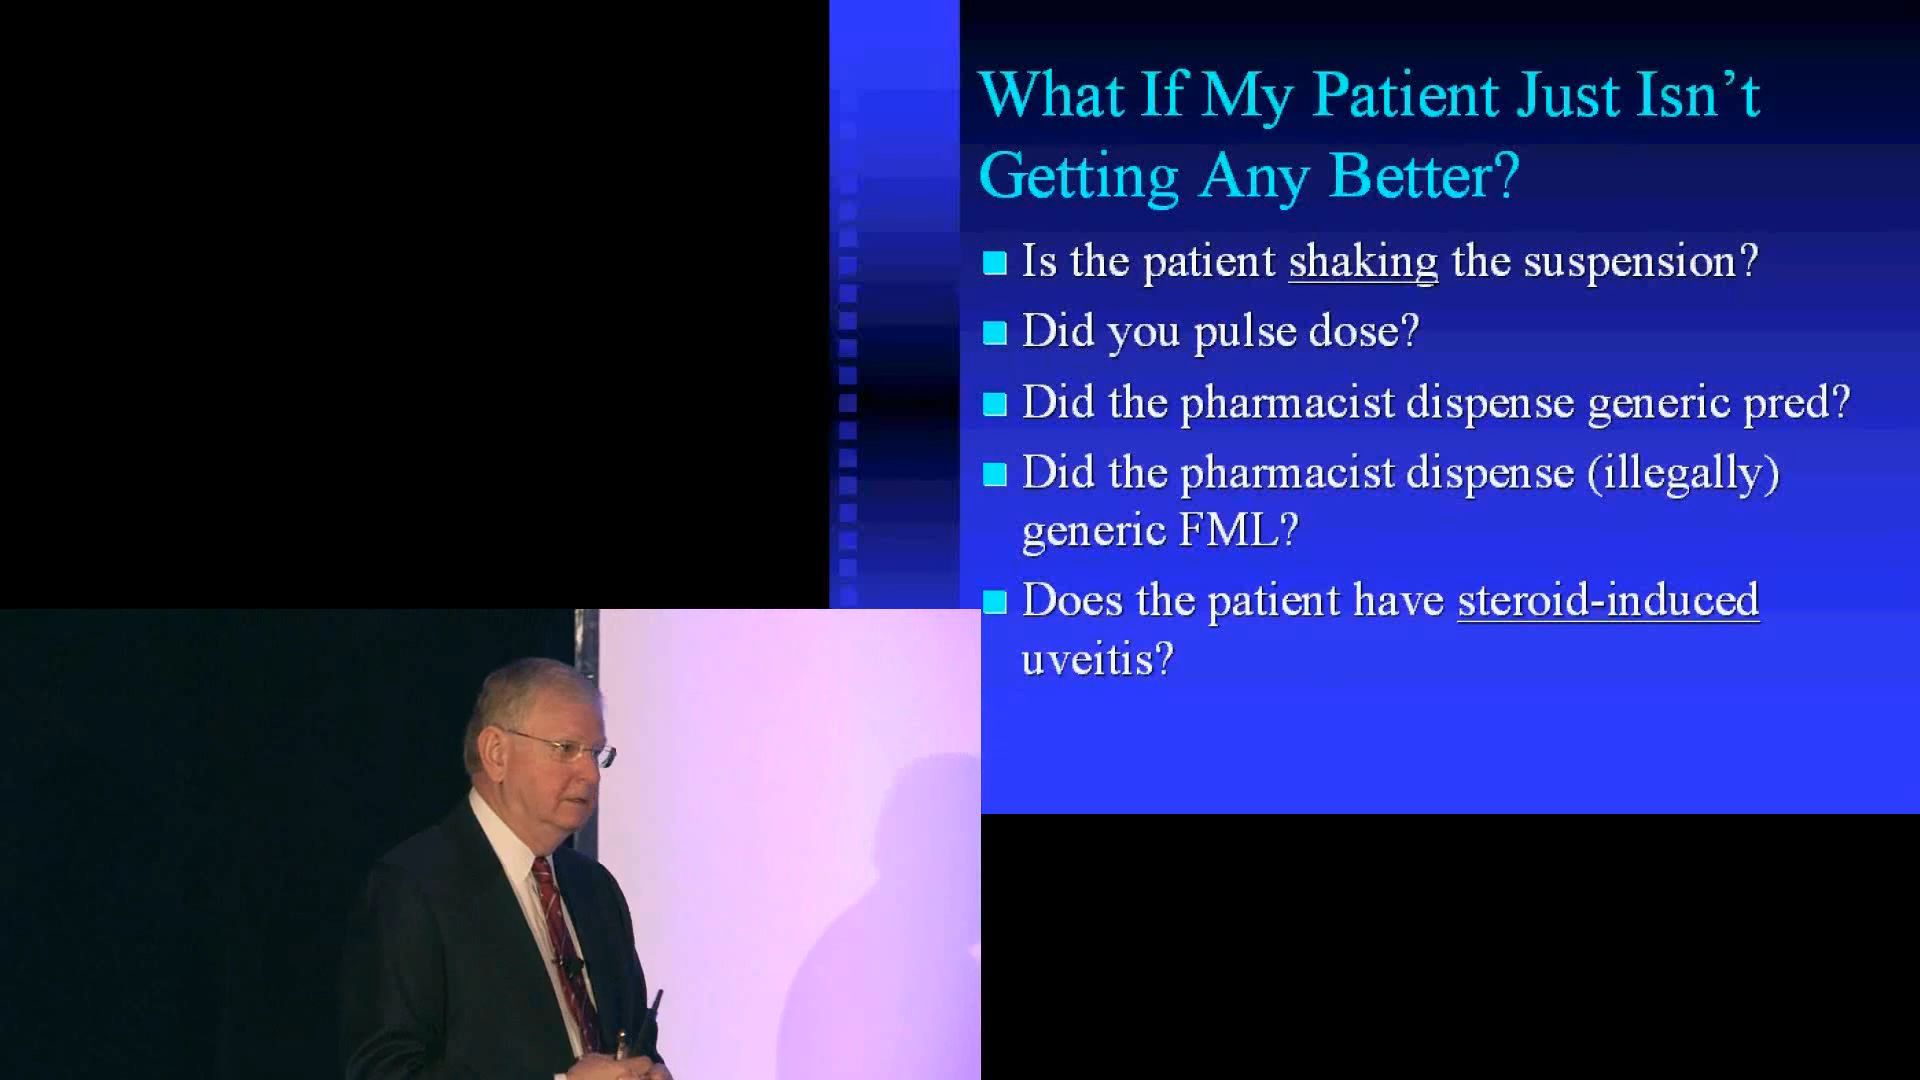 What If My Patient Just Isn’t
Getting Any Better?
Is the patient shaking the suspension?
Did you pulse dose?
Did the pharmacist dispense generic pred?
Did the pharmacist dispense (illegally)
generic FML?
Does the patient have steroid-induced
uveitis?